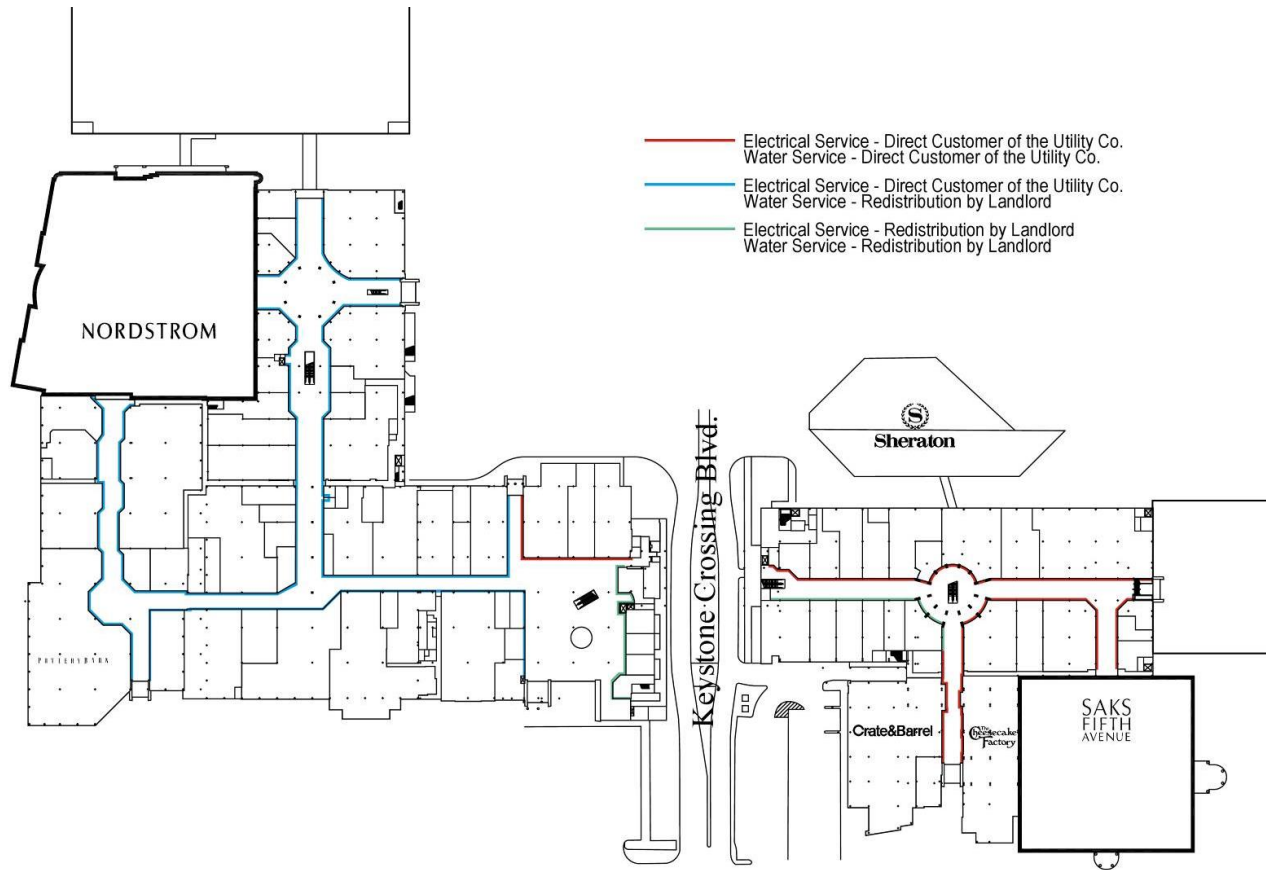 Electrical Service - Direct Customer of the Utility Co.
Water Service - Direct Customer of the Utility Co.
Electrical Service - Direct Customer of the Utility Co.
Water Service - Redistribution by Landlord
Electrical Service - Redistribution by Landlord
Water Service - Redistribution by Landlord
NORDSTROM
S
Sheraton
Keystone Crossing Blvd.
POTTERY BARN
Crate&Barrel
The
Cheesecake
Factory
SAKS
FIFTH
AVENUE